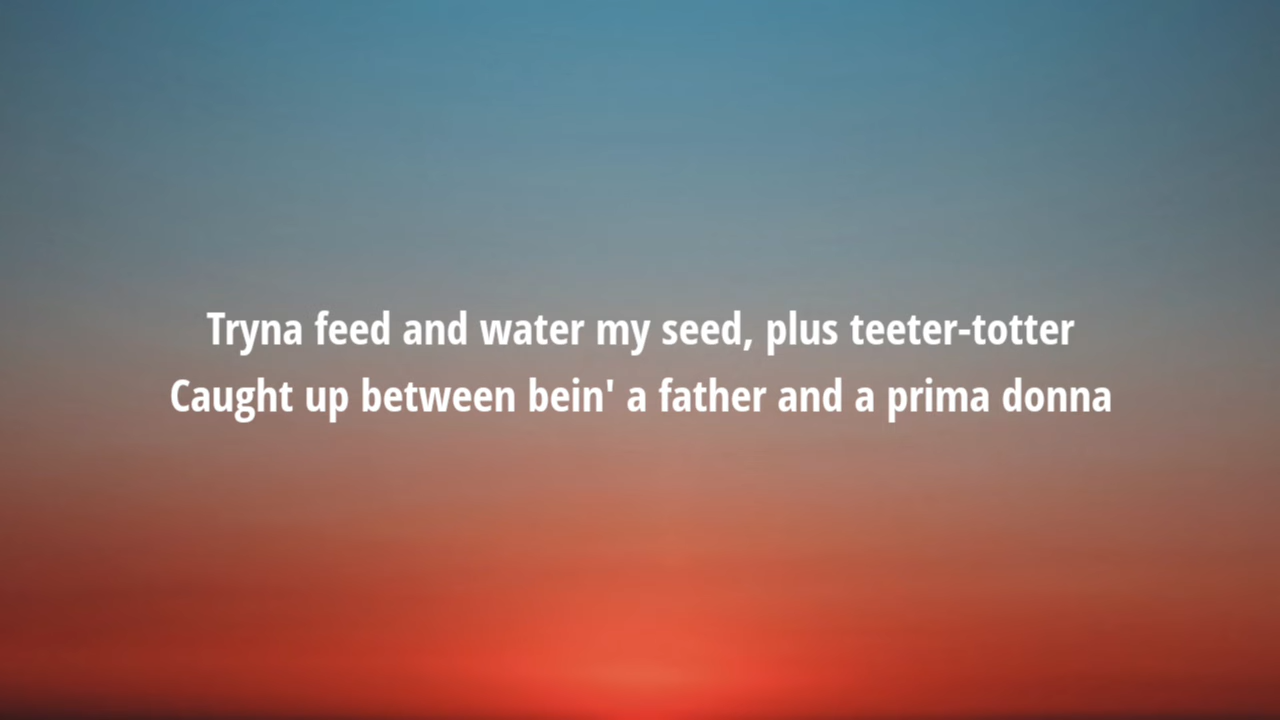 Tryna feed and water my seed, plus teeter-totter
Caught up between bein' a father and a prima donna